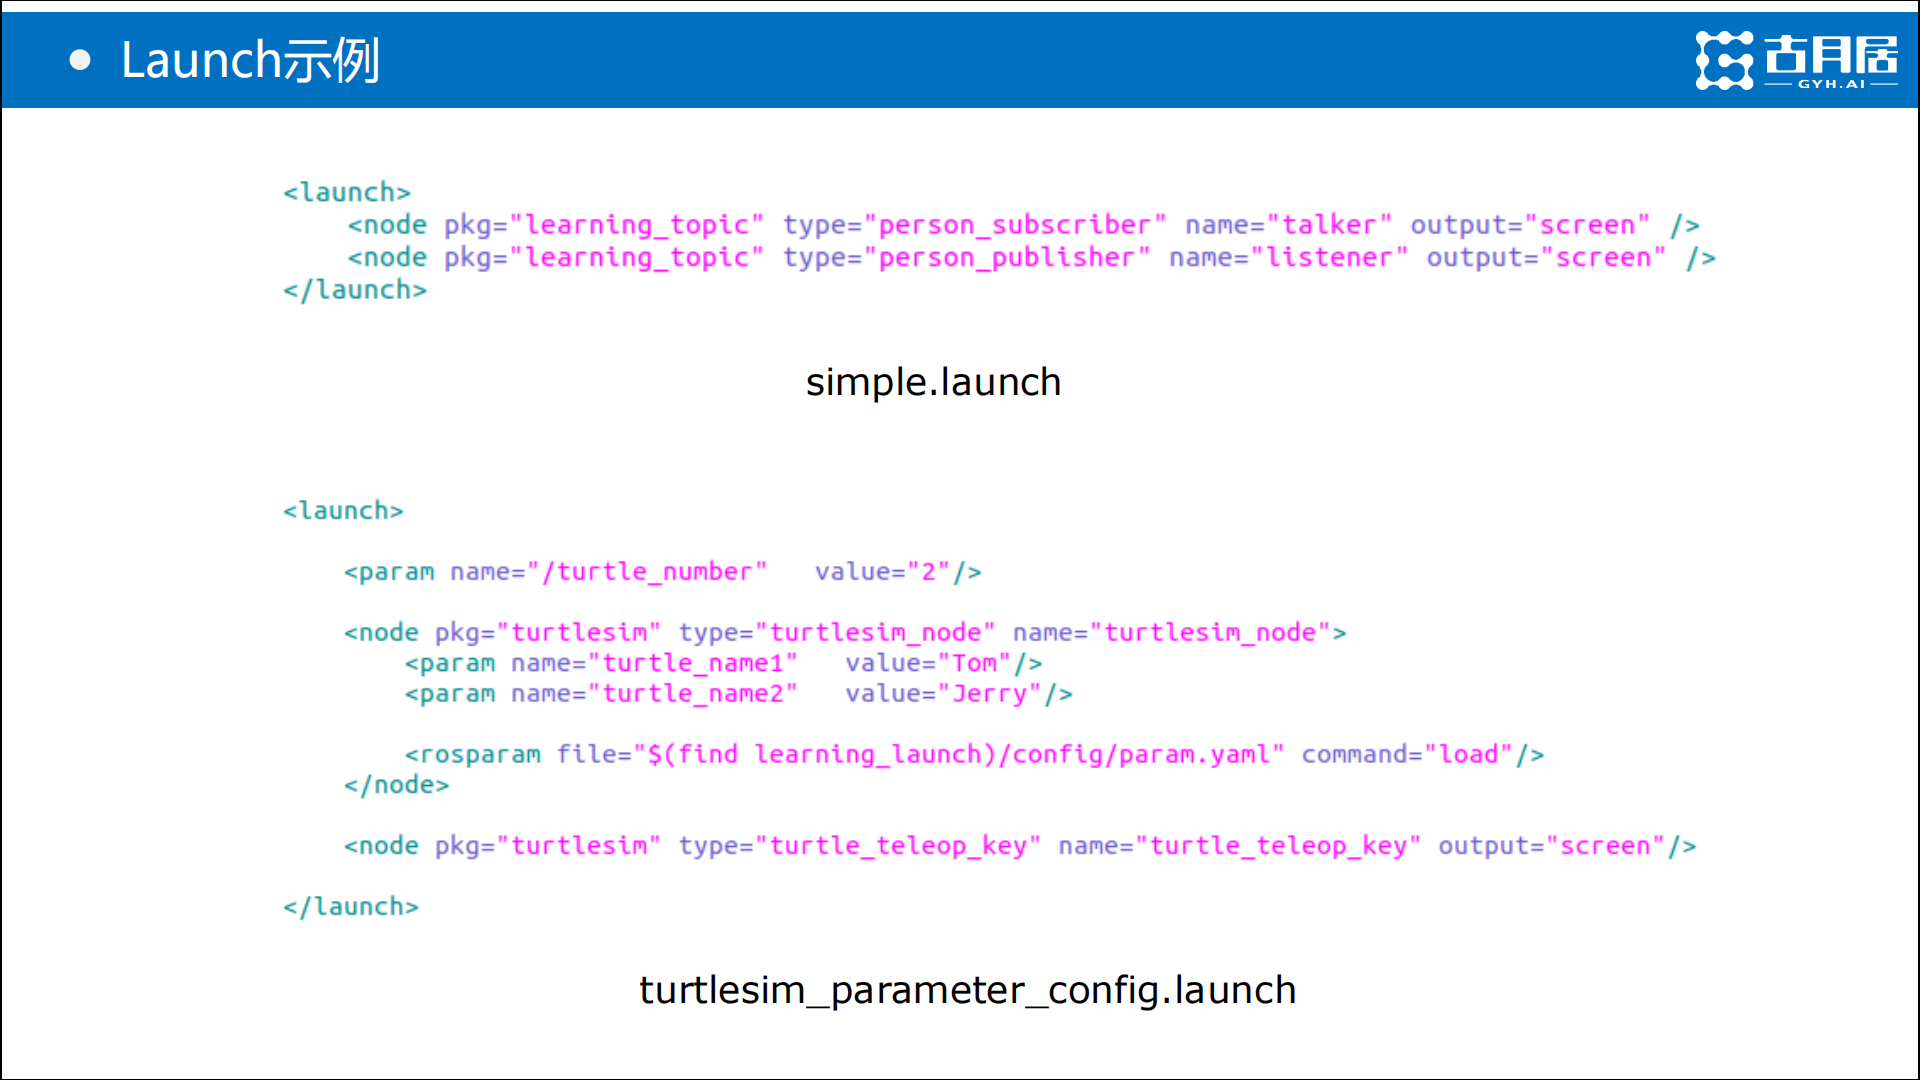 • Launch示例
古月居
GYH.AI
<launch>
    <node pkg="learning_topic" type="person_subscriber" name="talker" output="screen" />
    <node pkg="learning_topic" type="person_publisher" name="listener" output="screen" />
</launch>
simple.launch
<launch>
    <param name="/turtle_number"   value="2"/>
    <node pkg="turtlesim" type="turtlesim_node" name="turtlesim_node">
        <param name="turtle_name1"   value="Tom"/>
        <param name="turtle_name2"   value="Jerry"/>
        <rosparam file="$(find learning_launch)/config/param.yaml" command="load"/>
    </node>
    <node pkg="turtlesim" type="turtle_teleop_key" name="turtle_teleop_key" output="screen"/>
</launch>
turtlesim_parameter_config.launch